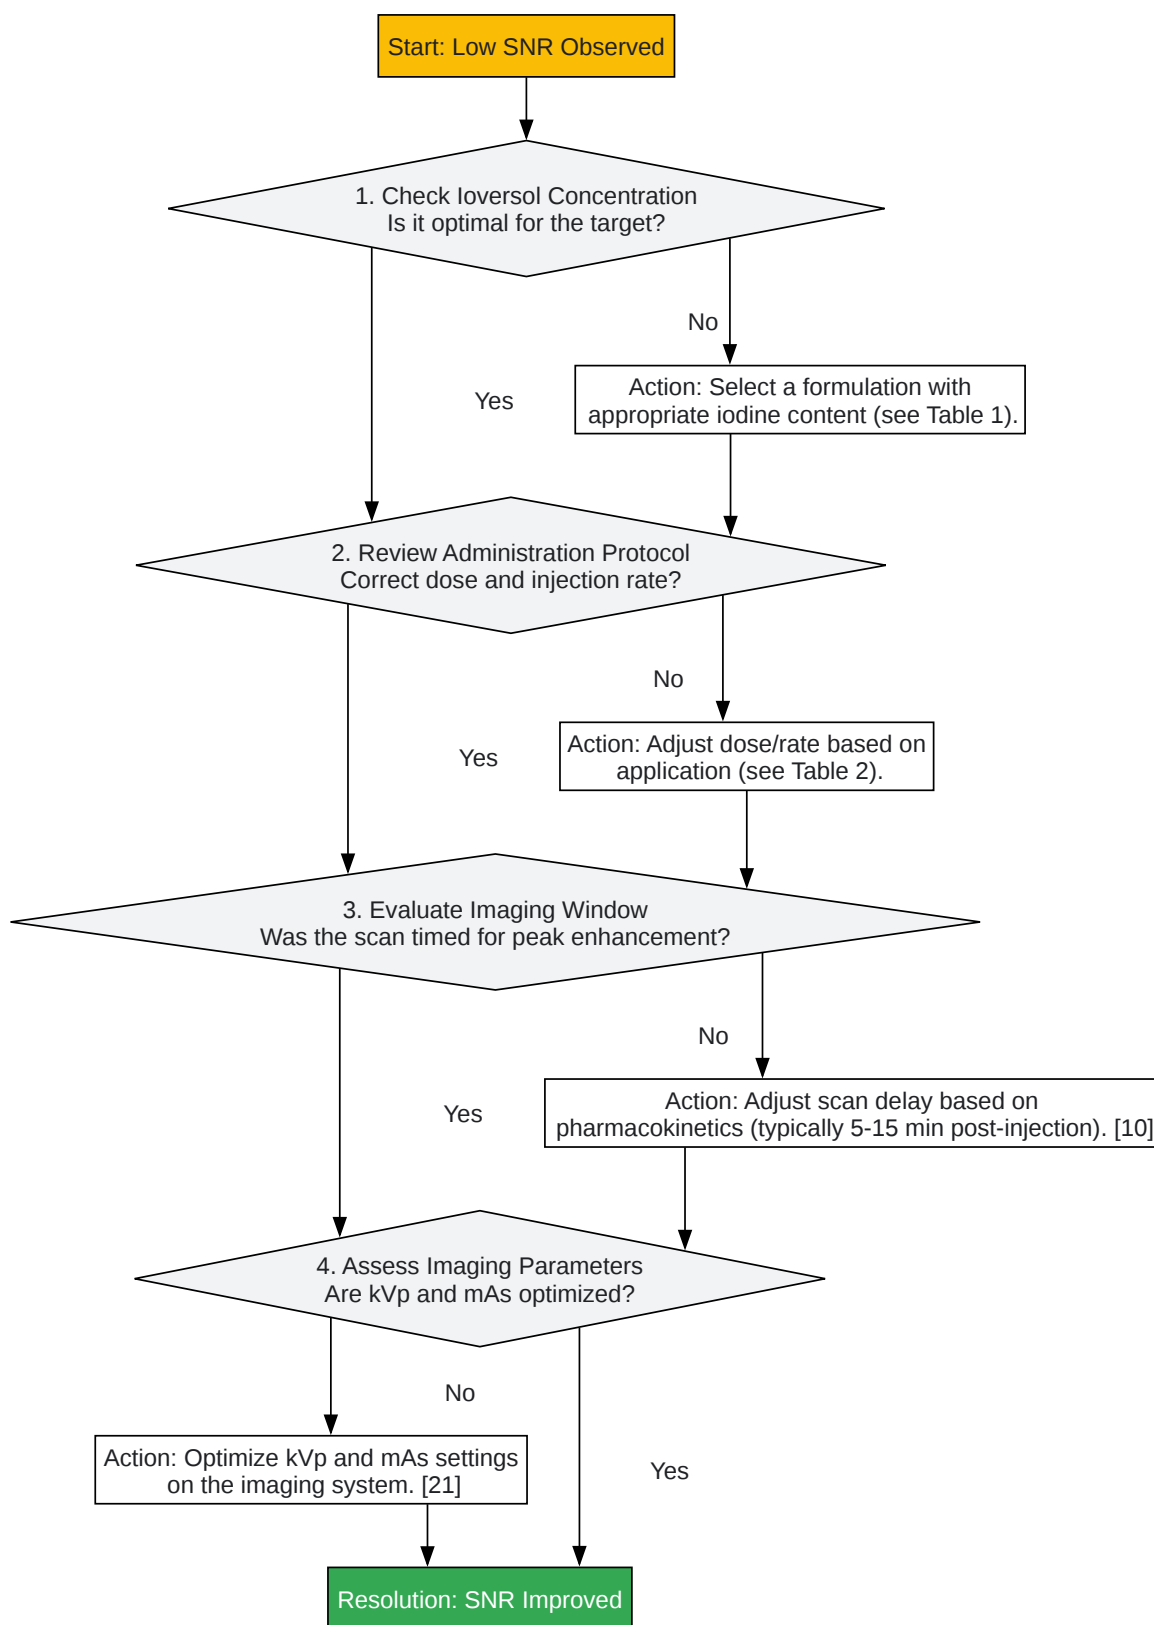 Start: Low SNR Observed
1. Check Ioversol Concentration
Is it optimal for the target?
No
Yes
Action: Select a formulation with
appropriate iodine content (see Table 1).
2. Review Administration Protocol
Correct dose and injection rate?
No
Yes
Action: Adjust dose/rate based on
application (see Table 2).
3. Evaluate Imaging Window
Was the scan timed for peak enhancement?
No
Yes
Action: Adjust scan delay based on
pharmacokinetics (typically 5-15 min post-injection). [10]
4. Assess Imaging Parameters
Are kVp and mAs optimized?
No
Action: Optimize kVp and mAs settings
on the imaging system. [21]
Yes
Resolution: SNR Improved